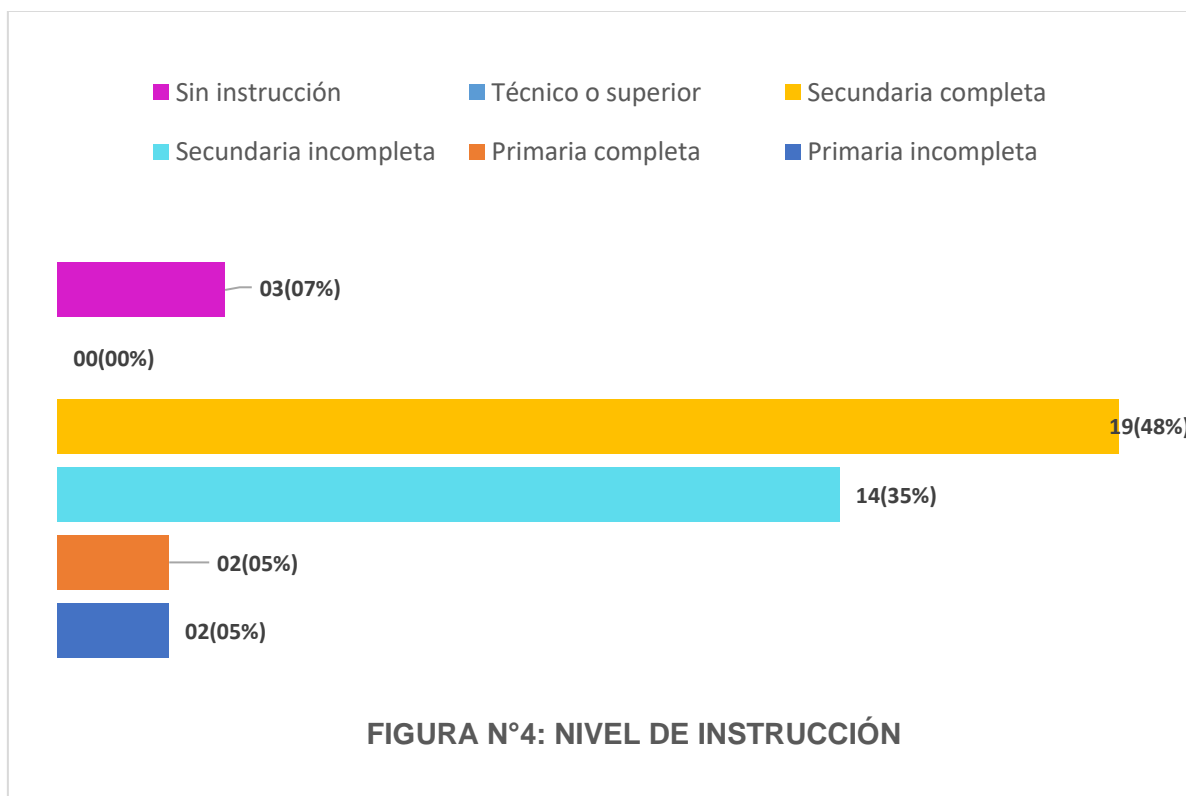 Sin instrucción Técnico o superior Secundaria completa
Secundaria incompleta Primaria completa Primaria incompleta
03(07%)
00(00%)
19(48%)
14(35%)
02(05%)
02(05%)
FIGURA N°4: NIVEL DE INSTRUCCIÓN